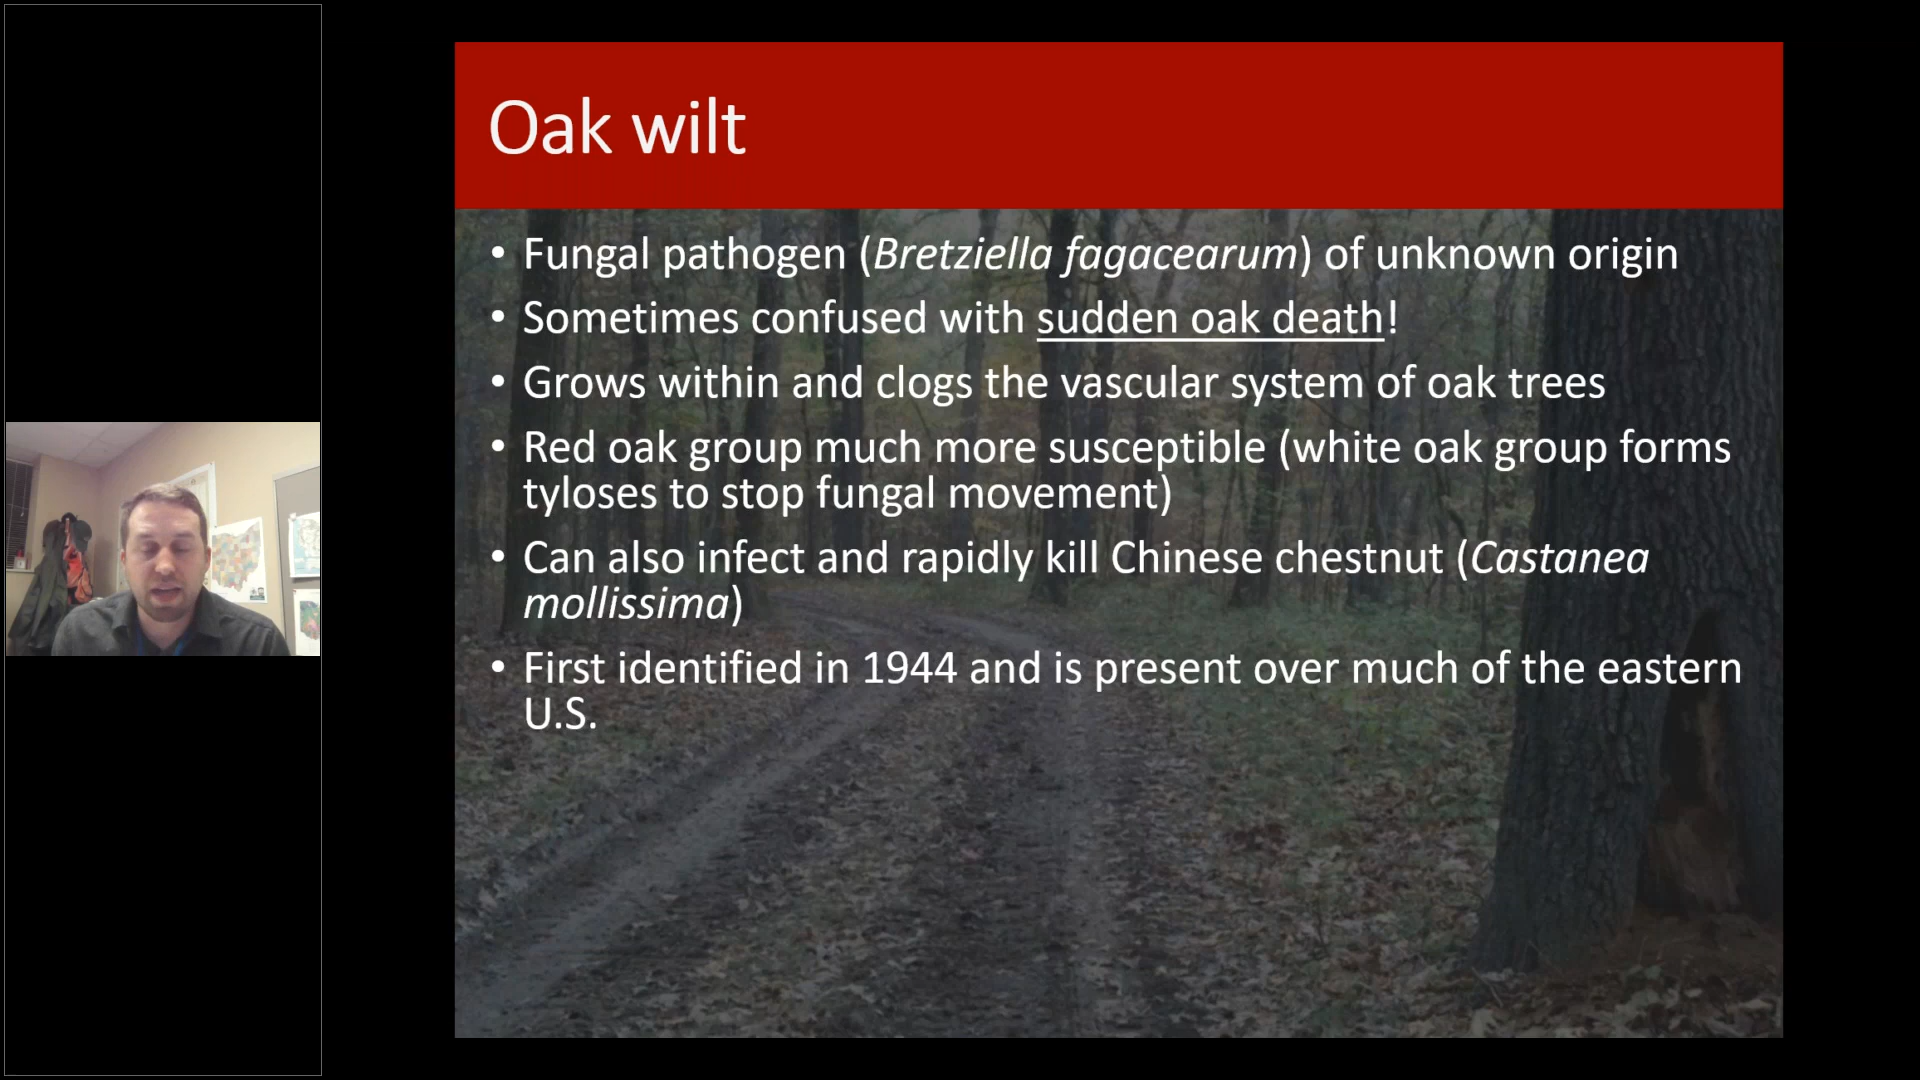 Oak wilt
• Fungal pathogen (Bretziella fagacearum) of unknown origin
• Sometimes confused with sudden oak death!
• Grows within and clogs the vascular system of oak trees
• Red oak group much more susceptible (white oak group forms
tyloses to stop fungal movement)
• Can also infect and rapidly kill Chinese chestnut (Castanea
mollissima)
• First identified in 1944 and is present over much of the eastern
U.S.